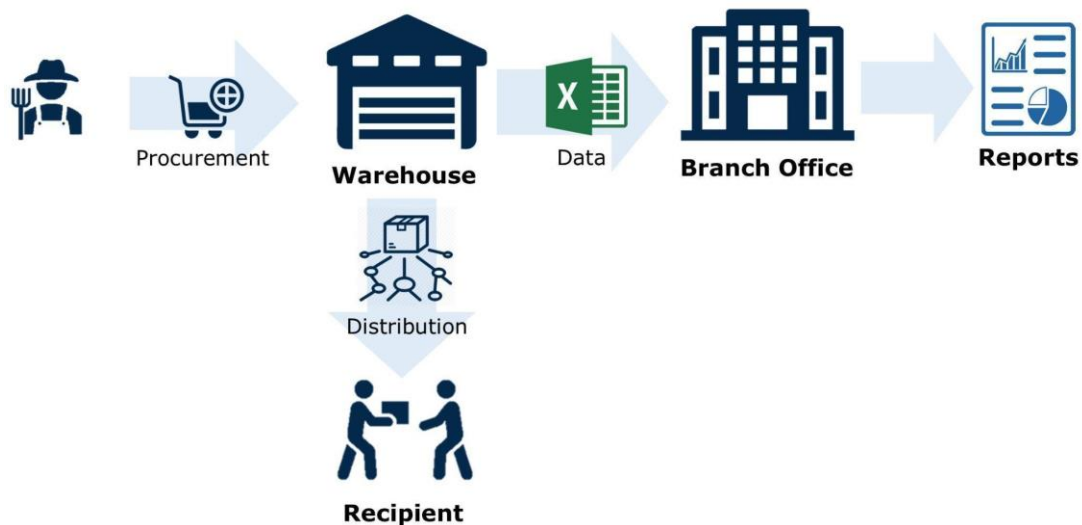 Procurement
Warehouse
X
Data
Branch Office
Reports
Distribution
Recipient